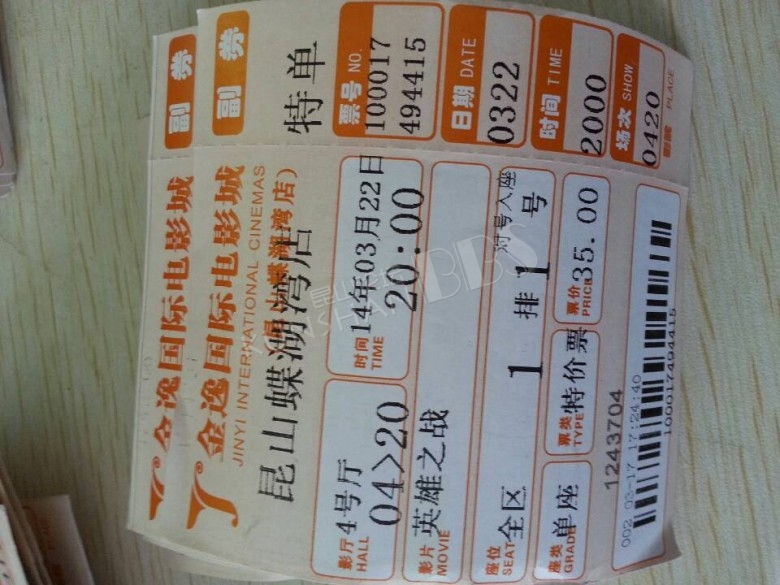 金逸国际电影城
副券
金逸国际电影城
JINYI INTERNATIONAL CINEMAS
昆山蝶湖湾店
影厅 HALL
4号厅
04>20
时间 TIME
14年03月22日
20:00
影片 MOVIE
英雄之战
座位 SEAT
全区 1 排 1 号
对号入座
座类 GRADE
单座
票类 TYPE
特价票
票价 PRICE
35.00
1243704
002 03-17 17:24:40
100017494415
副券
特单
票号 NO.
100017
494415
日期 DATE
0322
时间 TIME
2000
场次 SHOW
0420
PLACE
BBS